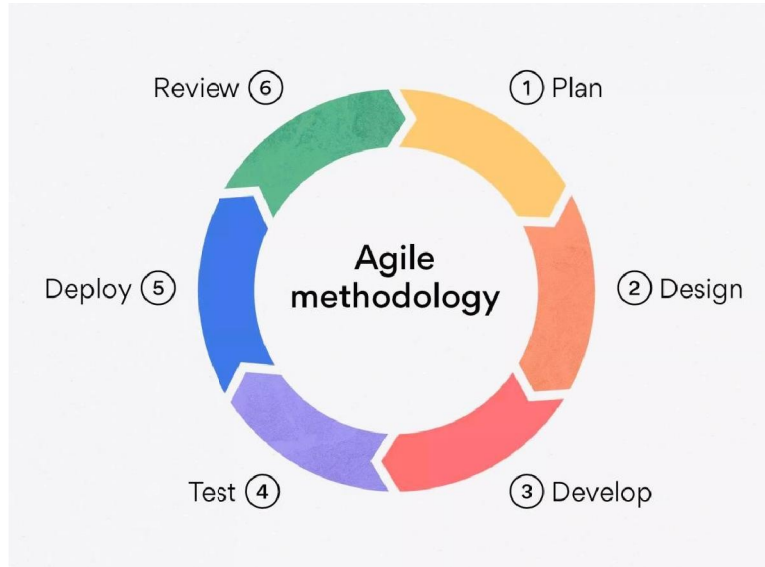 Agile
methodology
1 Plan
2 Design
3 Develop
Test 4
Deploy 5
Review 6